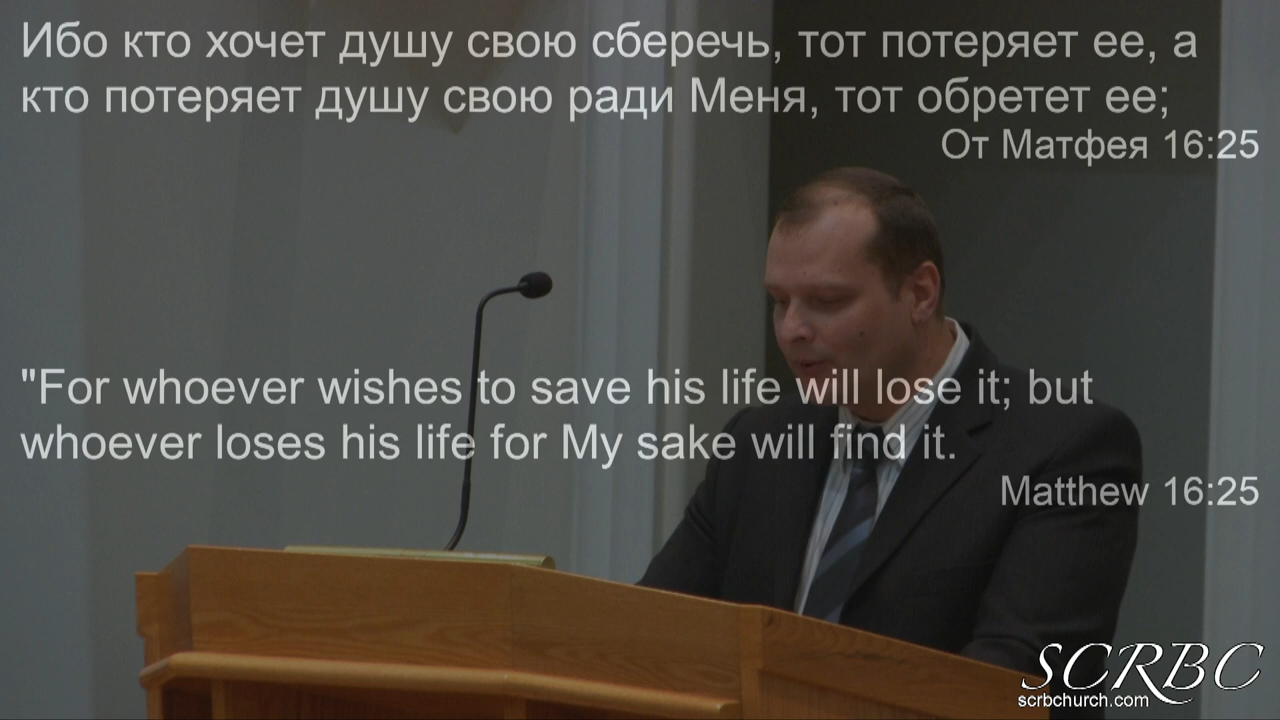 Ибо кто хочет душу свою сберечь, тот потеряет ее, а
кто потеряет душу свою ради Меня, тот обретет ее;
От Матфея 16:25
"For whoever wishes to save his life will lose it; but
whoever loses his life for My sake will find it.
Matthew 16:25
SCRBC
scrbchurch.com